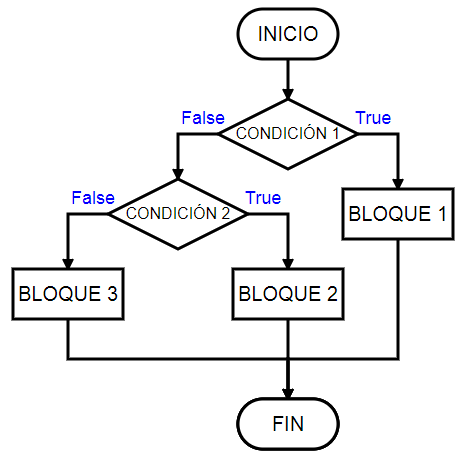 INICIO
False
CONDICIÓN 1
True
False
CONDICIÓN 2
True
BLOQUE 1
BLOQUE 3
BLOQUE 2
FIN